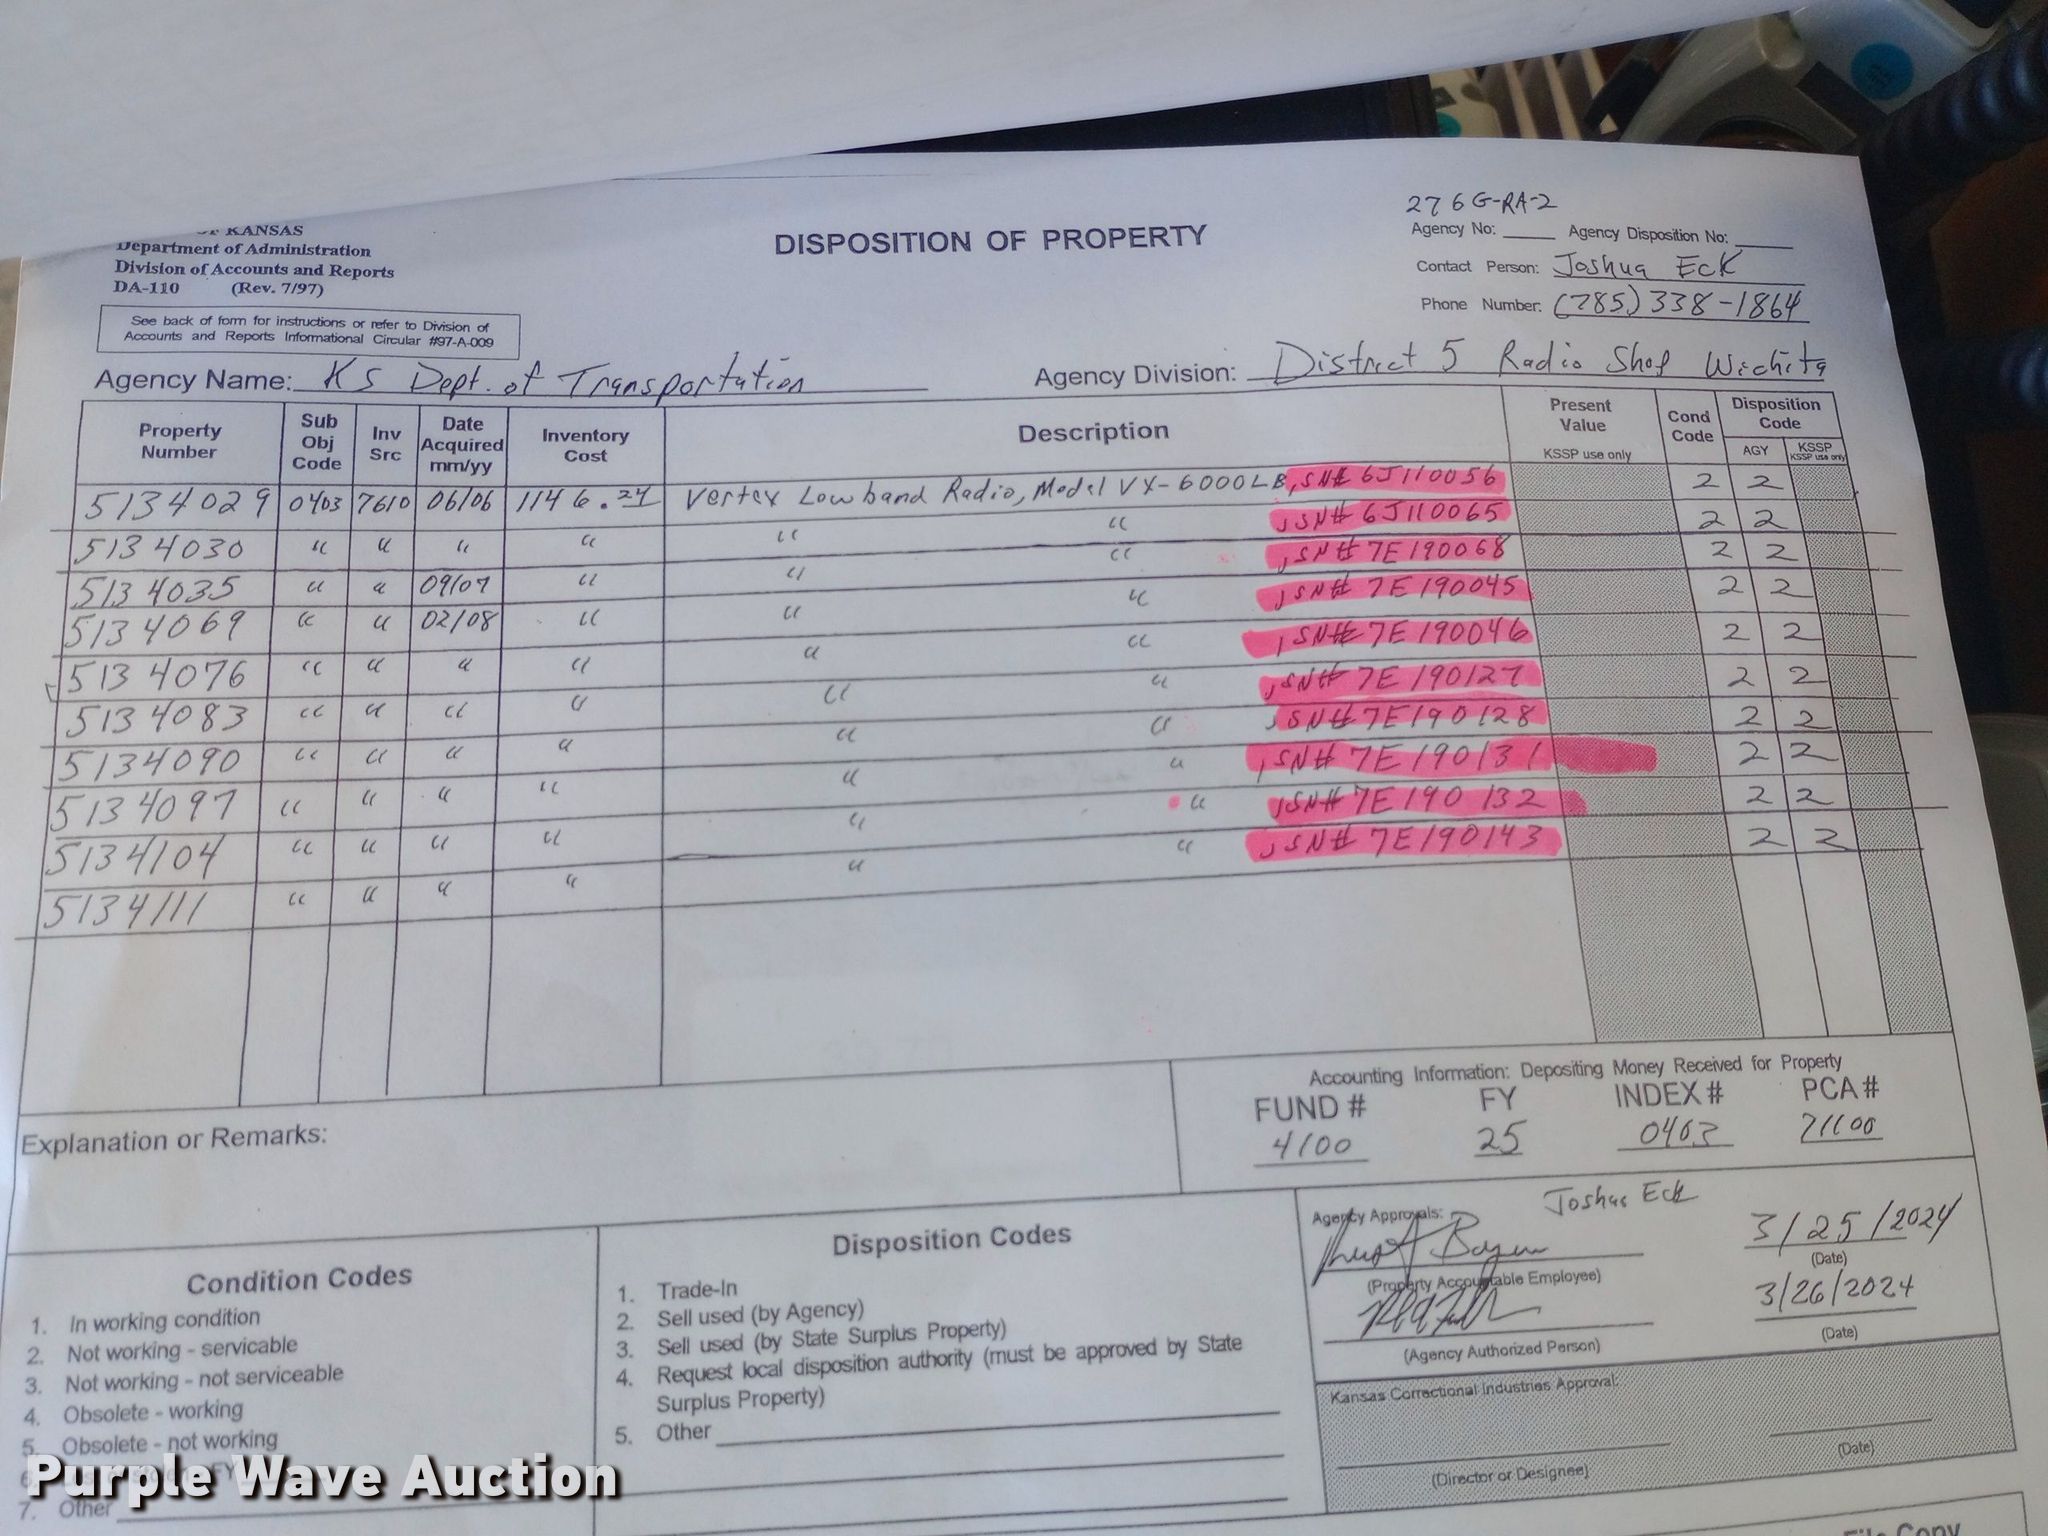 276G-RA-2
KANSAS
Department of Administration
Division of Accounts and Reports
DA-110 (Rev. 7/97)
DISPOSITION OF PROPERTY
Agency No: Agency Disposition No:
Contact Person: Joshua Eck
Phone Number: (785) 338-1864
See back of form for instructions or refer to Division of
Accounts and Reports Informational Circular #97-A-009
Agency Name: KS Dept. of Transportation Agency Division: District 5 Radio Shop Wichita
Property Number Sub Obj Code Inv Src Date Acquired mm/yy Inventory Cost Description Present Value KSSP use only Cond Code Disposition Code AGY KSSP KSSP use only
5134029 0403 7610 06/06 1146.24 Vertex Lowband Radio, Model VX-6000LB, SN# 6J110056 2 2
5134030 " " " " " " , SN# 6J110065 2 2
5134035 " " 09/07 " " " , SN# 7E190068 2 2
5134069 " " 02/08 " " " , SN# 7E190045 2 2
5134076 " " " " " " , SN# 7E190046 2 2
5134083 " " " " " " , SN# 7E190127 2 2
5134090 " " " " " " , SN# 7E190128 2 2
5134097 " " " " " " , SN# 7E190131 2 2
5134104 " " " " " " , SN# 7E190132 2 2
5134111 " " " " " " , SN# 7E190143 2 2
Accounting Information: Depositing Money Received for Property
FUND # FY INDEX # PCA #
4100 25 0403 71100
Explanation or Remarks:
Condition Codes
1. In working condition
2. Not working - servicable
3. Not working - not serviceable
4. Obsolete - working
5. Obsolete - not working
7. Other
Disposition Codes
1. Trade-In
2. Sell used (by Agency)
3. Sell used (by State Surplus Property)
4. Request local disposition authority (must be approved by State
Surplus Property)
5. Other
Agency Approvals: Joshua Eck
3/25/2024
(Property Accountable Employee) (Date)
3/26/2024
(Agency Authorized Person) (Date)
Kansas Correctional Industries Approval:
(Director or Designee) (Date)
File Copy
Purple Wave Auction